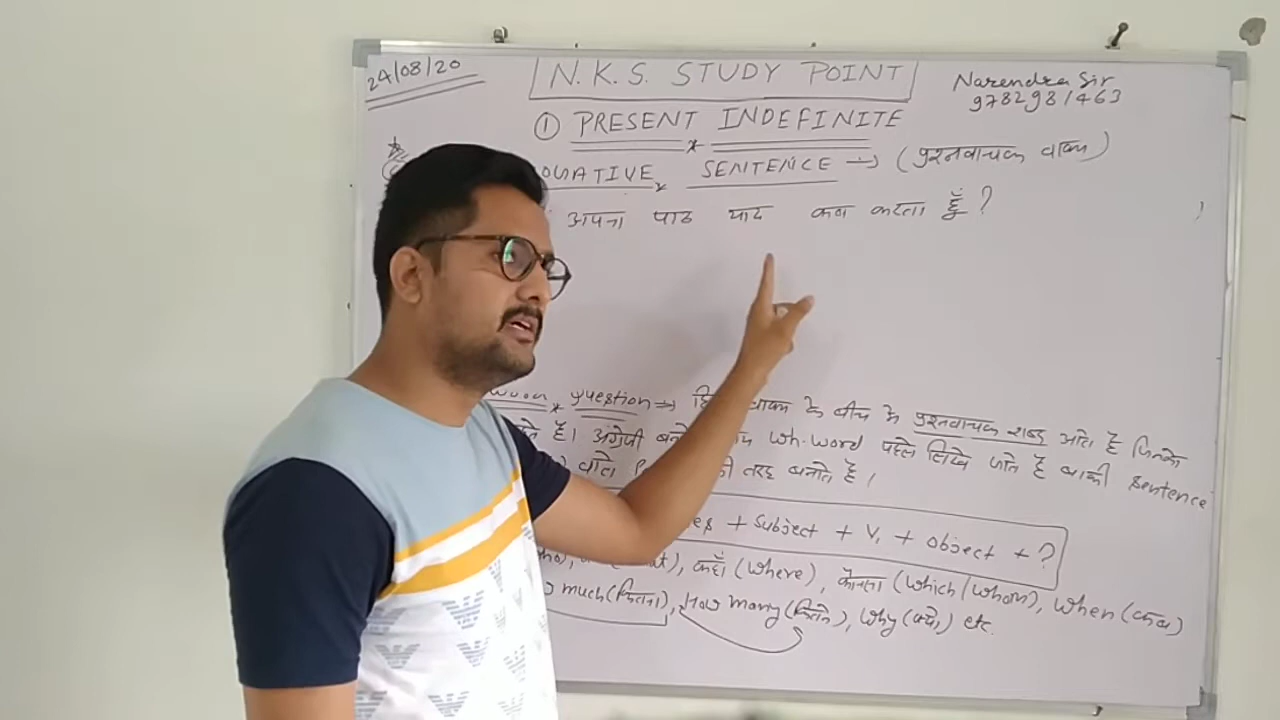 24/08/20
N.K.S. STUDY POINT
Narendra Sir
9782981463
① PRESENT INDEFINITE
SENTENCE → (प्रश्नवाचक वाक्य)
अपना पाठ याद कब करता हूँ?
question ⇒ के बीच में प्रश्नवाचक शब्द आते है जिनको
है। अंग्रेजी wh.word पहले लिखे जाते है बाकी sentence
की तरह बनाते है।
+ Subject + V₁ + object + ?
कहाँ (where), कौनसा (which/whom), when (कब)
much (कितना), How many (कितने), why (क्यो) etc.